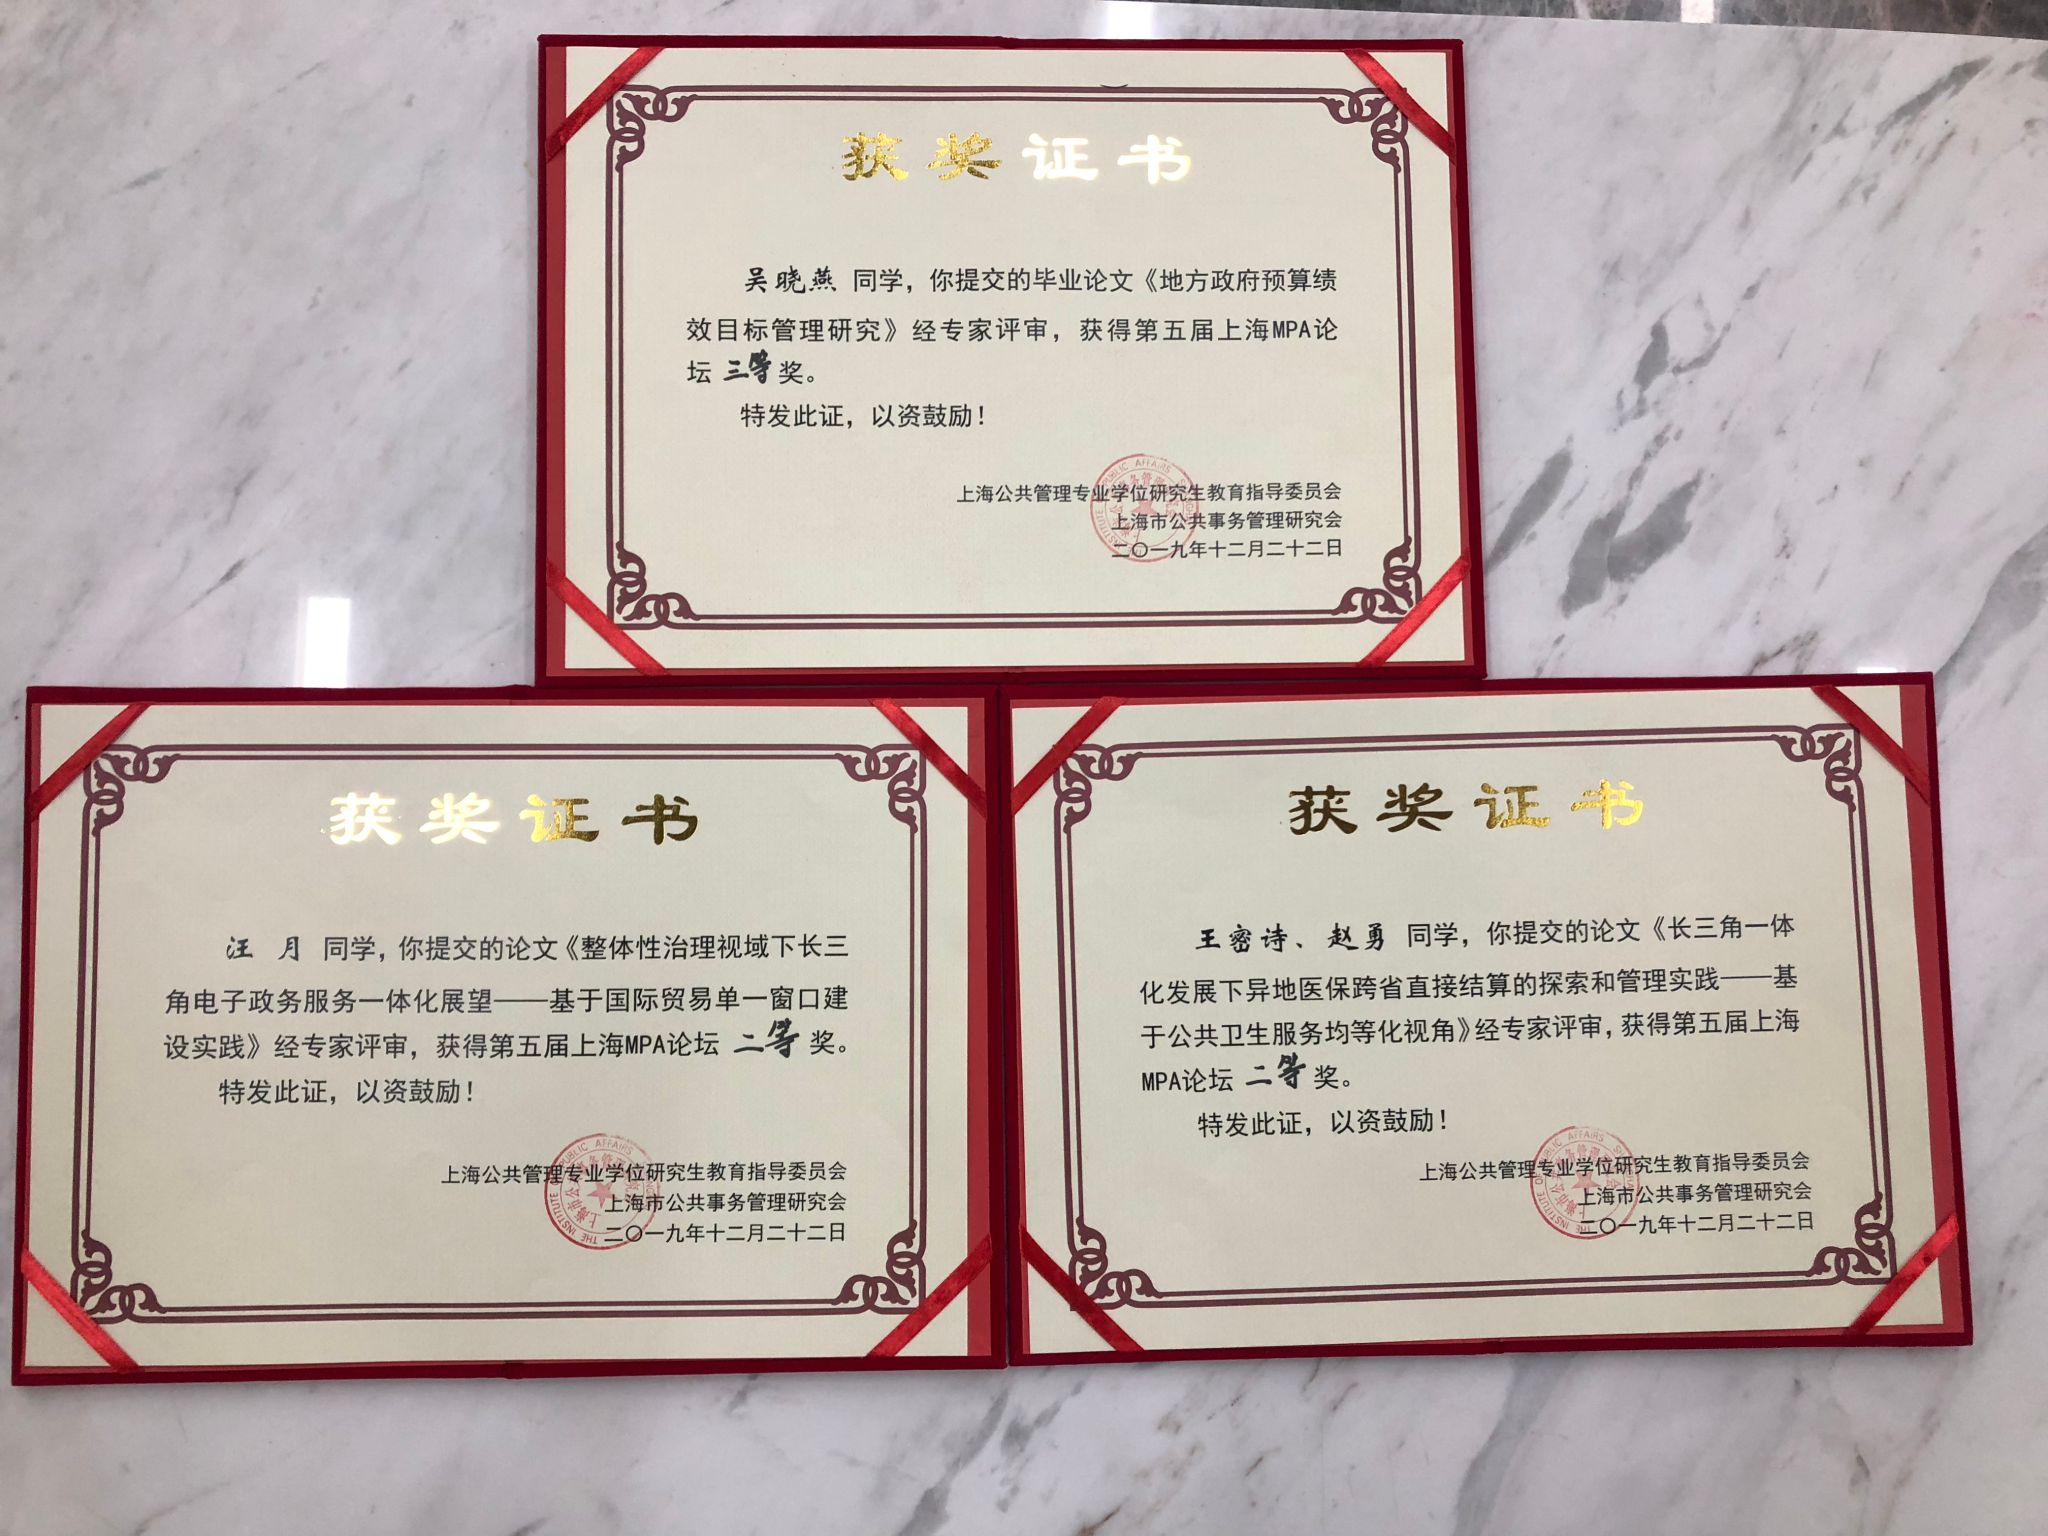 获奖证书
吴晓燕 同学，你提交的毕业论文《地方政府预算绩
效目标管理研究》经专家评审，获得第五届上海MPA论
坛 三等 奖。
特发此证，以资鼓励！
上海公共管理专业学位研究生教育指导委员会
上海市公共事务管理研究会
二〇一九年十二月二十二日
获奖证书
汪 月 同学，你提交的论文《整体性治理视域下长三
角电子政务服务一体化展望——基于国际贸易单一窗口建
设实践》经专家评审，获得第五届上海MPA论坛 二等 奖。
特发此证，以资鼓励！
上海公共管理专业学位研究生教育指导委员会
上海市公共事务管理研究会
二〇一九年十二月二十二日
获奖证书
王密诗、赵勇 同学，你提交的论文《长三角一体
化发展下异地医保跨省直接结算的探索和管理实践——基
于公共卫生服务均等化视角》经专家评审，获得第五届上海
MPA论坛 二等 奖。
特发此证，以资鼓励！
上海公共管理专业学位研究生教育指导委员会
上海市公共事务管理研究会
二〇一九年十二月二十二日